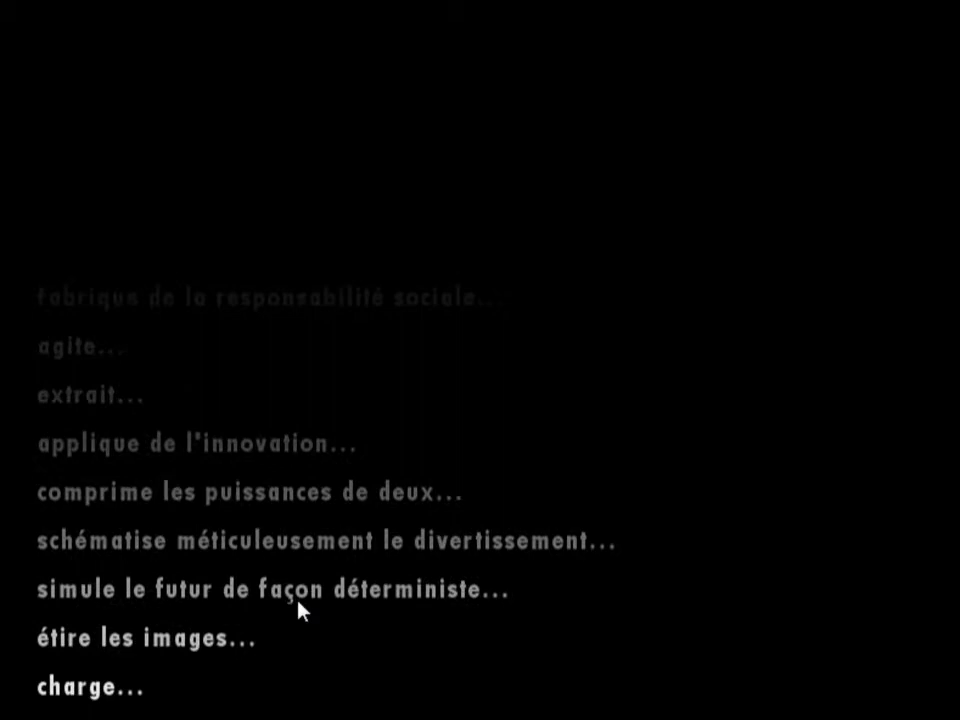 fabrique de la responsabilité sociale...
agite...
extrait...
applique de l'innovation...
comprime les puissances de deux...
schématise méticuleusement le divertissement...
simule le futur de façon déterministe...
étire les images...
charge...